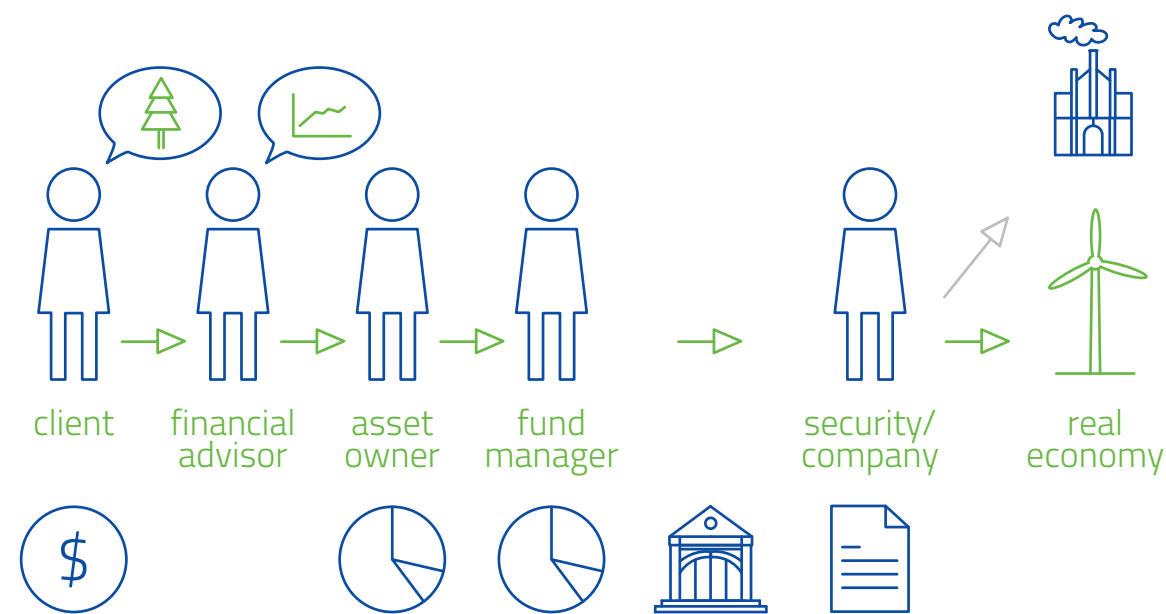 client
financial
advisor
asset
owner
fund
manager
security/
company
real
economy
$